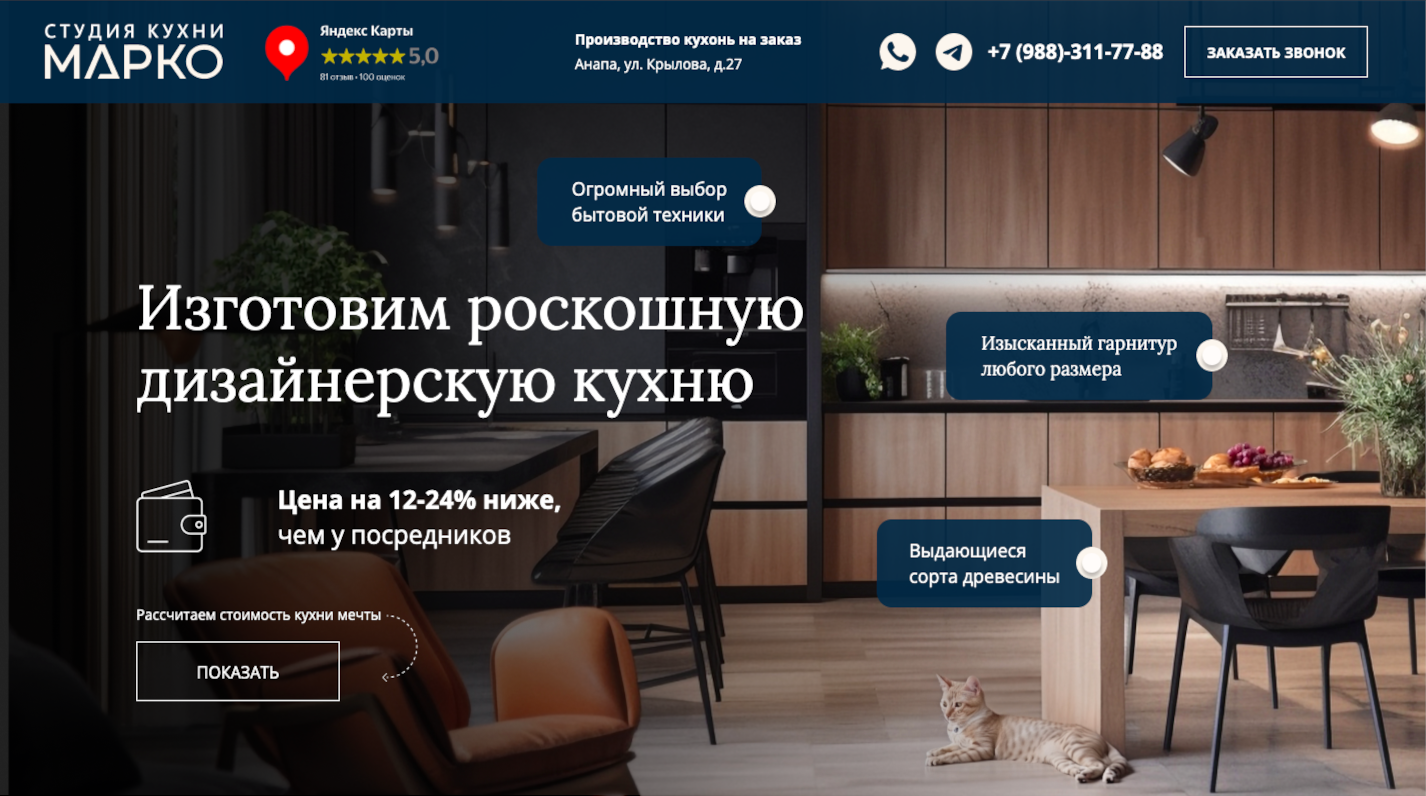 СТУДИЯ КУХНИ
МАРКО
Яндекс Карты
5,0
81 отзыв • 100 оценок
Производство кухонь на заказ
Анапа, ул. Крылова, д.27
+7 (988)-311-77-88
ЗАКАЗАТЬ ЗВОНОК
Огромный выбор
бытовой техники
Изготовим роскошную
дизайнерскую кухню
Изысканный гарнитур
любого размера
Цена на 12-24% ниже,
чем у посредников
Выдающиеся
сорта древесины
Рассчитаем стоимость кухни мечты
ПОКАЗАТЬ